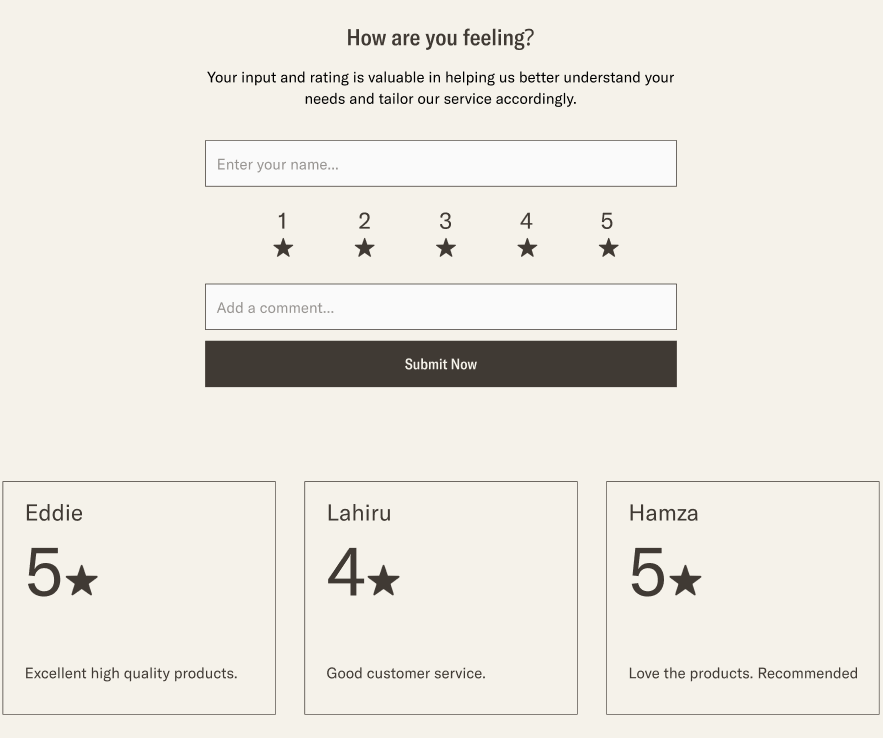 How are you feeling?
Your input and rating is valuable in helping us better understand your
needs and tailor our service accordingly.
Enter your name...
1 2 3 4 5
Add a comment...
Submit Now
Eddie
5★
Excellent high quality products.
Lahiru
4★
Good customer service.
Hamza
5★
Love the products. Recommended